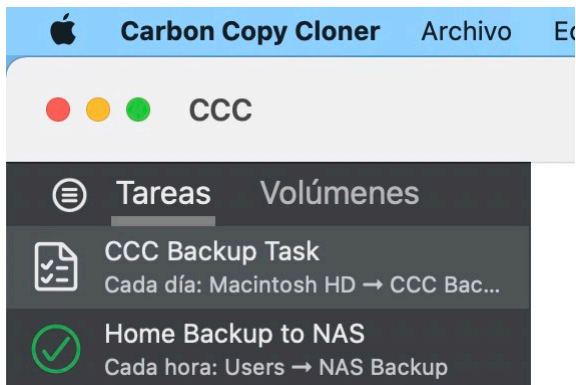 Carbon Copy Cloner Archivo
CCC
Tareas Volúmenes
CCC Backup Task
Cada día: Macintosh HD → CCC Bac...
Home Backup to NAS
Cada hora: Users → NAS Backup